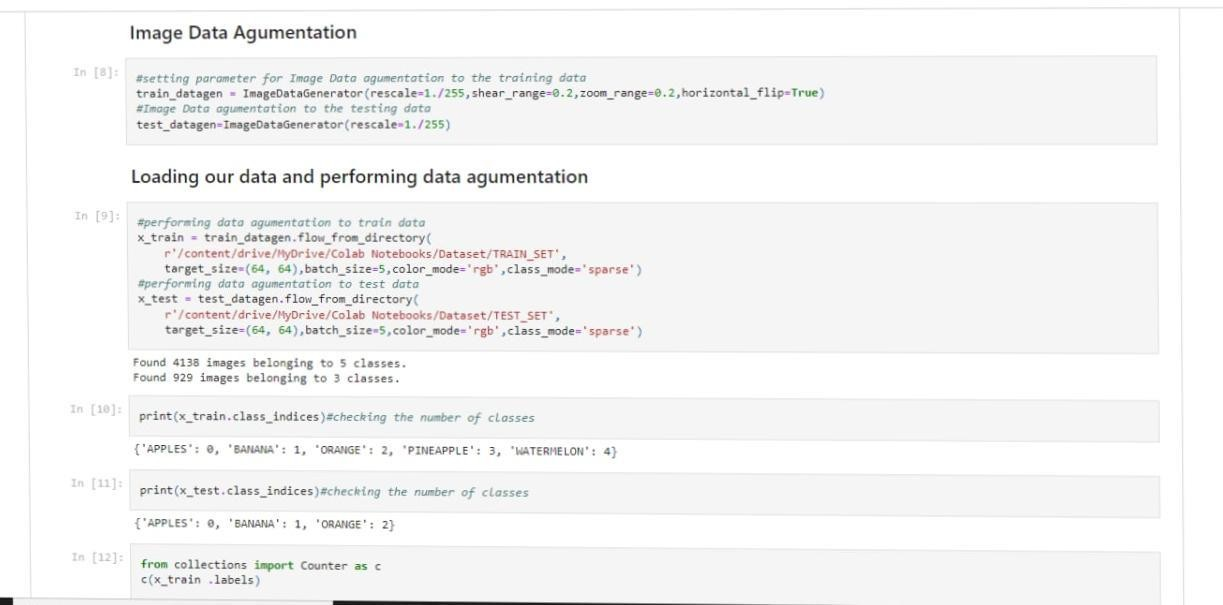 Image Data Agumentation
In [8]:
#setting parameter for Image Data agumentation to the training data
train_datagen = ImageDataGenerator(rescale=1./255,shear_range=0.2,zoom_range=0.2,horizontal_flip=True)
#Image Data agumentation to the testing data
test_datagen=ImageDataGenerator(rescale=1./255)
Loading our data and performing data agumentation
In [9]:
#performing data agumentation to train data
x_train = train_datagen.flow_from_directory(
r'/content/drive/MyDrive/Colab Notebooks/Dataset/TRAIN_SET',
target_size=(64, 64),batch_size=5,color_mode='rgb',class_mode='sparse')
#performing data agumentation to test data
x_test = test_datagen.flow_from_directory(
r'/content/drive/MyDrive/Colab Notebooks/Dataset/TEST_SET',
target_size=(64, 64),batch_size=5,color_mode='rgb',class_mode='sparse')
Found 4138 images belonging to 5 classes.
Found 929 images belonging to 3 classes.
In [10]:
print(x_train.class_indices)#checking the number of classes
{'APPLES': 0, 'BANANA': 1, 'ORANGE': 2, 'PINEAPPLE': 3, 'WATERMELON': 4}
In [11]:
print(x_test.class_indices)#checking the number of classes
{'APPLES': 0, 'BANANA': 1, 'ORANGE': 2}
In [12]:
from collections import Counter as c
c(x_train .labels)